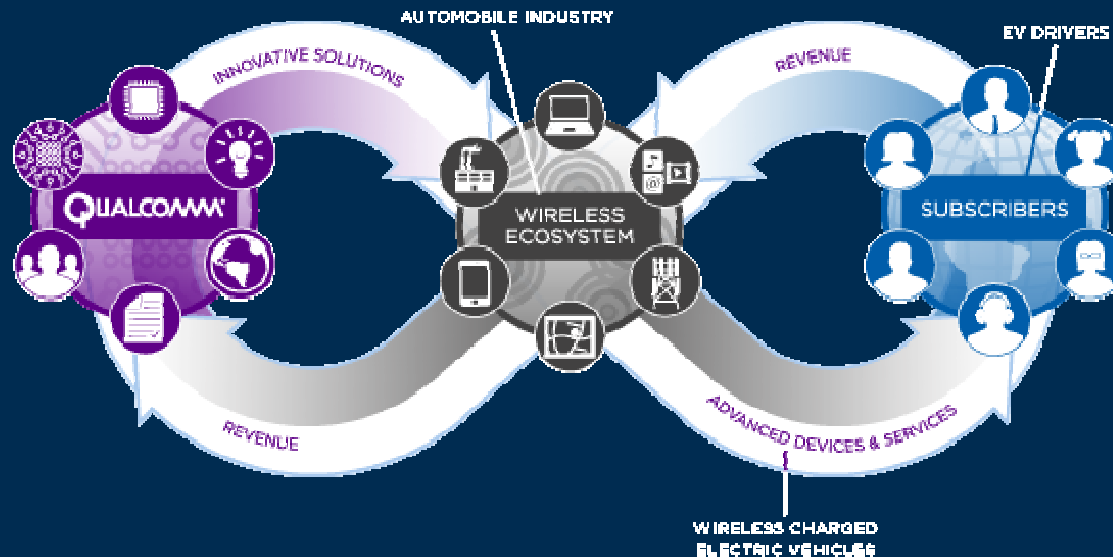 AUTOMOBILE INDUSTRY
EV DRIVERS
INNOVATIVE SOLUTIONS
REVENUE
QUALCOMM
WIRELESS
ECOSYSTEM
SUBSCRIBERS
REVENUE
ADVANCED DEVICES & SERVICES
WIRELESS CHARGED
ELECTRIC VEHICLES